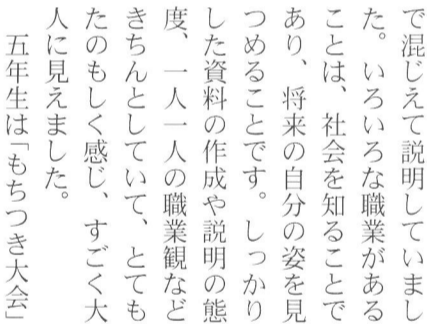 で混じえて説明していまし
た。いろいろな職業がある
ことは、社会を知ることで
あり、将来の自分の姿を見
つめることです。しっかり
した資料の作成や説明の態
度、一人一人の職業観など
きちんとしていて、とても
たのもしく感じ、すごく大
人に見えました。
五年生は「もちつき大会」